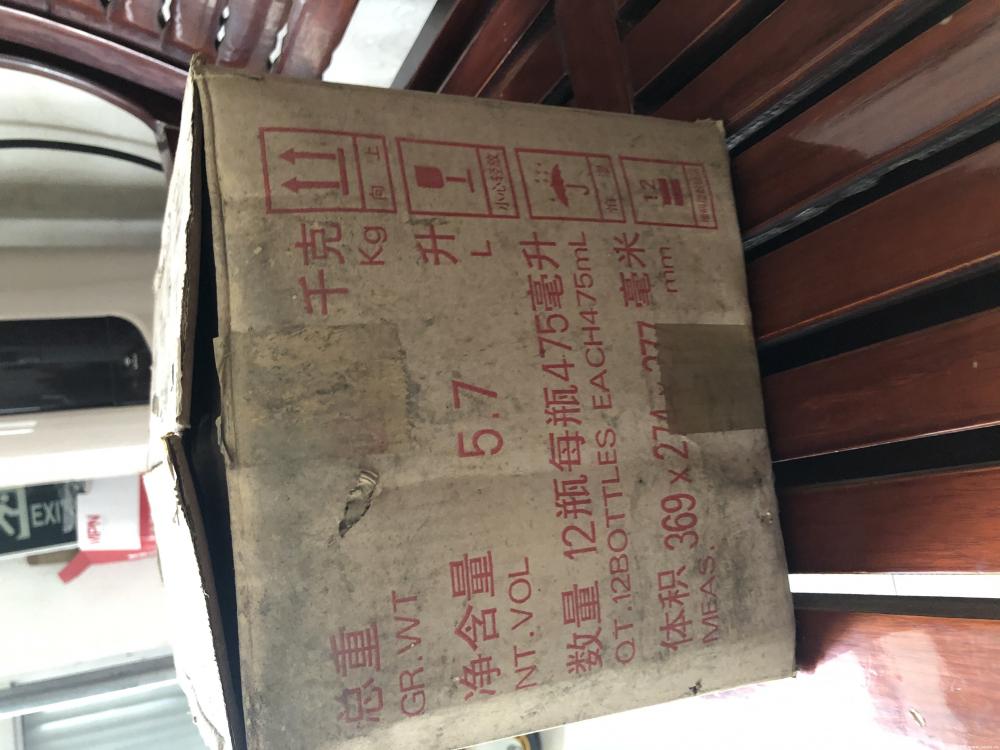 向上
小心轻放
12
总重 千克
GR.WT Kg
净含量 5.7 升
NT.VOL L
数量 12瓶每瓶475毫升
QT.12BOTTLES EACH475mL
体积 369 x 274 x 277 毫米
MEAS. mm
EXIT